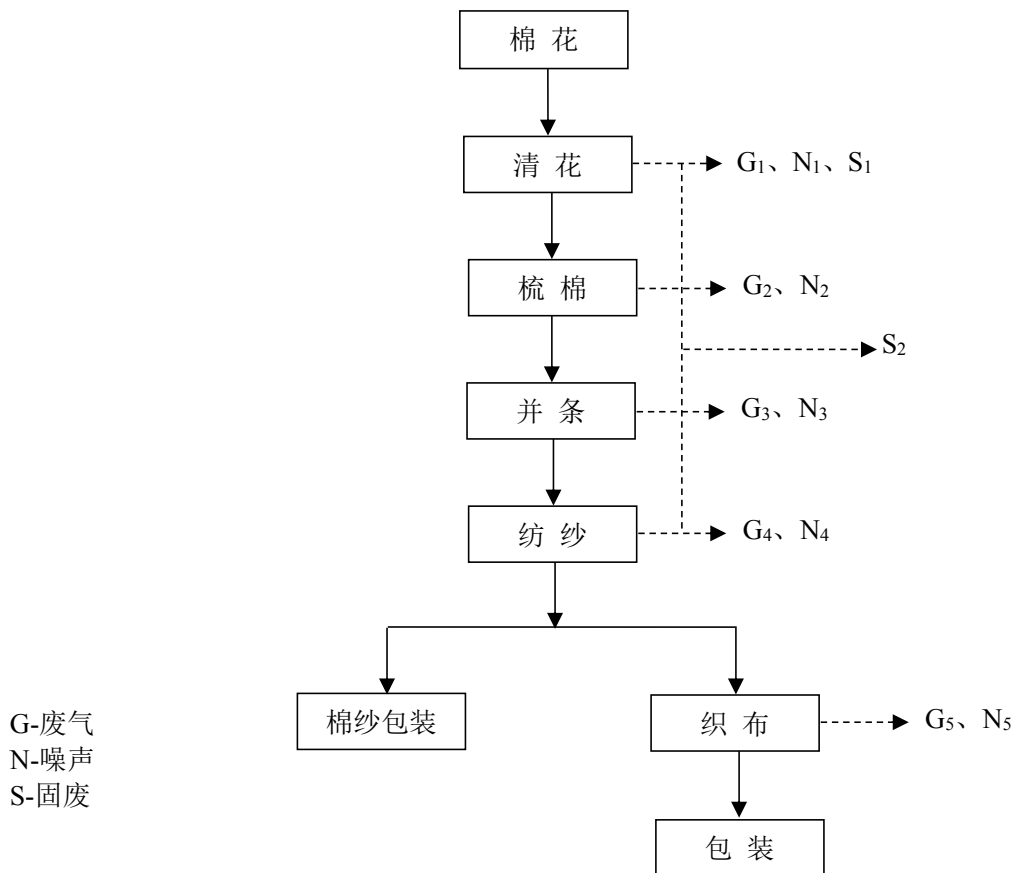 棉 花
清 花
G₁、N₁、S₁
梳 棉
G₂、N₂
S₂
并 条
G₃、N₃
纺 纱
G₄、N₄
棉纱包装
织 布
G₅、N₅
包 装
G-废气
N-噪声
S-固废